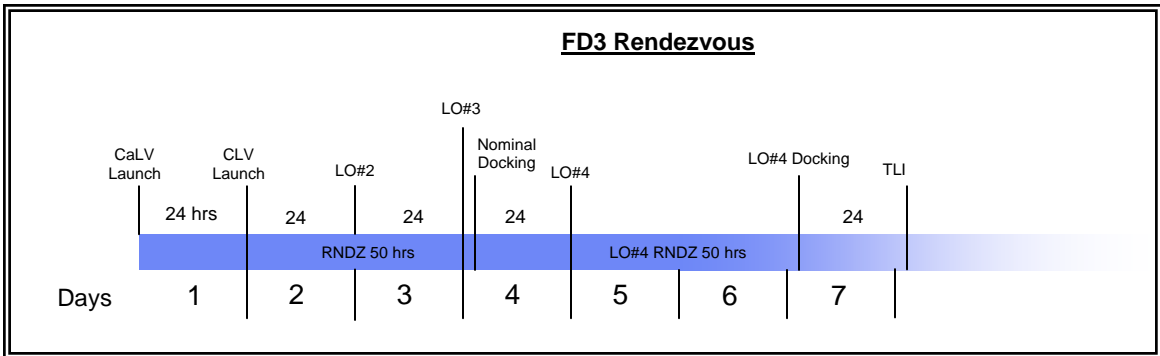 FD3 Rendezvous
LO#3
CaLV
Launch
CLV
Launch
LO#2
Nominal
Docking
LO#4
LO#4 Docking
TLI
24 hrs
24
24
24
24
RNDZ 50 hrs
LO#4 RNDZ 50 hrs
Days 1 2 3 4 5 6 7